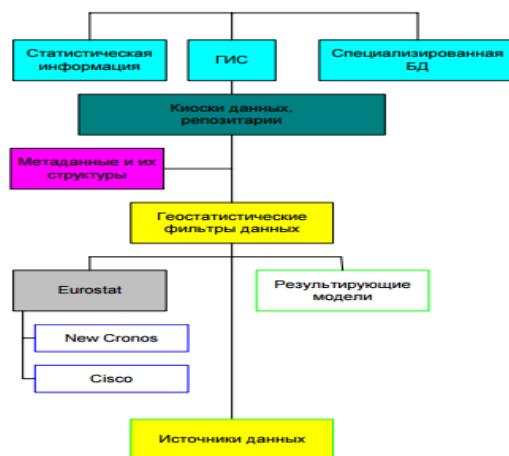 Статистическая
информация
ГИС
Специализированная
БД
Киоски данных,
репозитарии
Метаданные и их
структуры
Геостатистические
фильтры данных
Eurostat
Результирующие
модели
New Cronos
Cisco
Источники данных